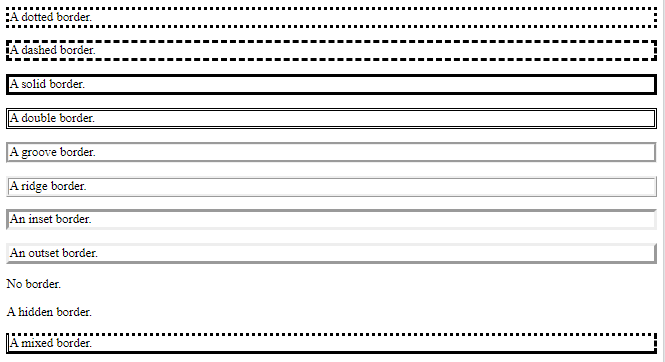 A dotted border.
A dashed border.
A solid border.
A double border.
A groove border.
A ridge border.
An inset border.
An outset border.
No border.
A hidden border.
A mixed border.